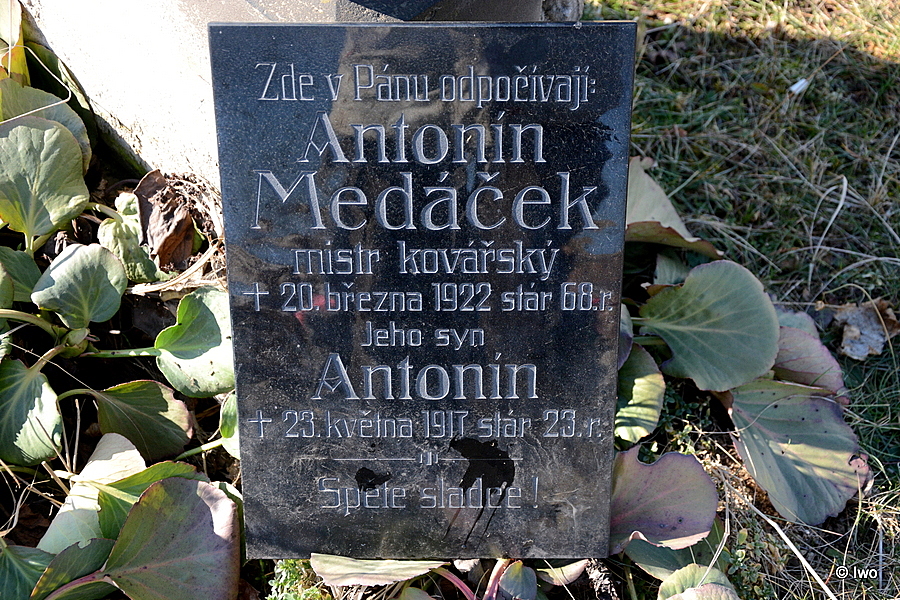 Zde v Pánu odpočívají:
Antonín
Medáček
mistr kovářský
+ 20. března 1922 stár 68.r.
Jeho syn
Antonín
+ 23. května 1917 stár 23.r.
Spěte sladce!
© Iwo